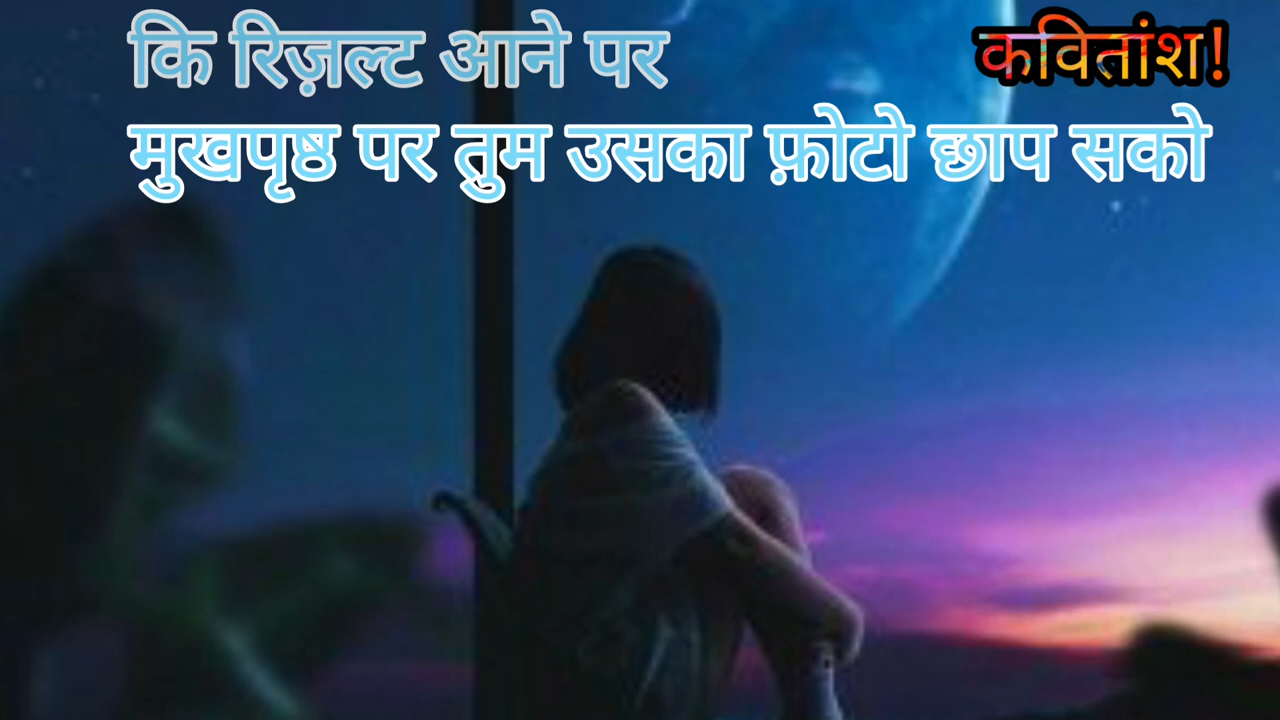 कि रिज़ल्ट आने पर
कवितांश!
मुखपृष्ठ पर तुम उसका फ़ोटो छाप सको